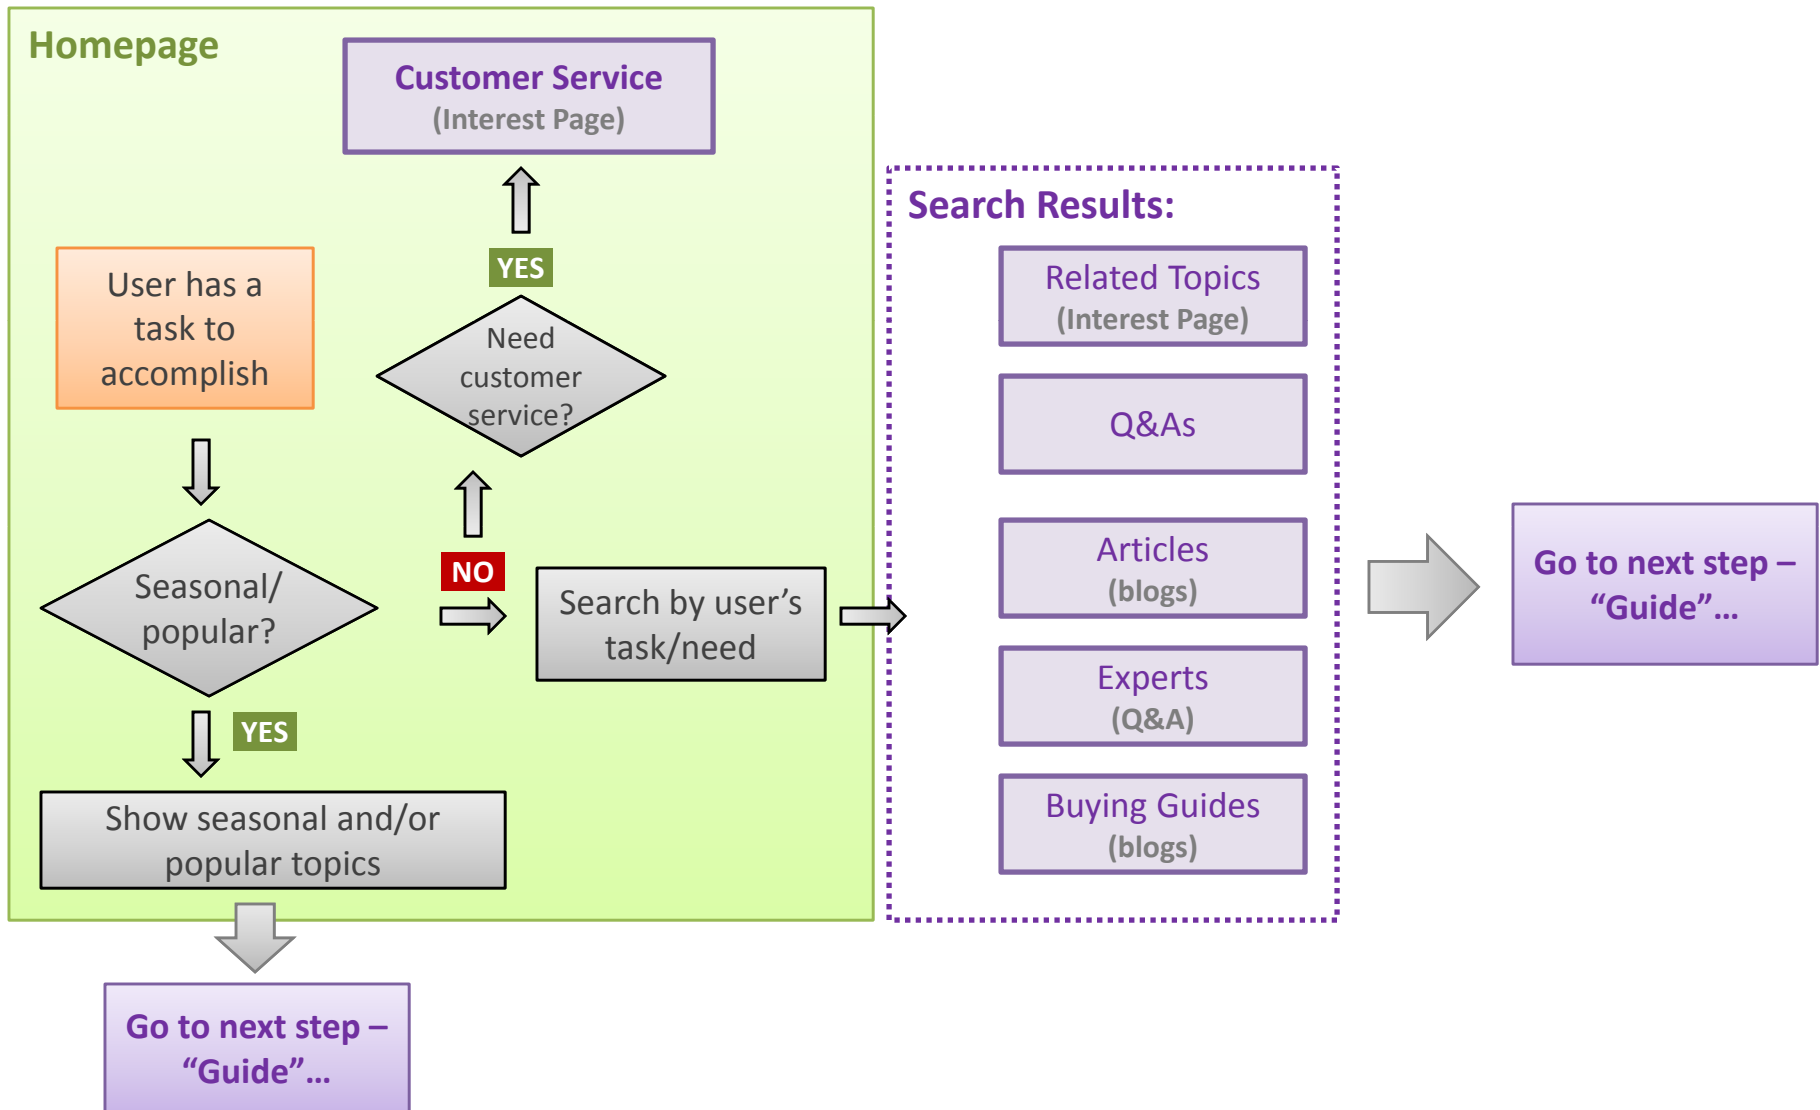 Homepage
Customer Service
(Interest Page)
YES
User has a
task to
accomplish
Need
customer
service?
Seasonal/
popular?
NO
Search by user’s
task/need
YES
Show seasonal and/or
popular topics
Go to next step –
“Guide”…
Search Results:
Related Topics
(Interest Page)
Q&As
Articles
(blogs)
Experts
(Q&A)
Buying Guides
(blogs)
Go to next step –
“Guide”…